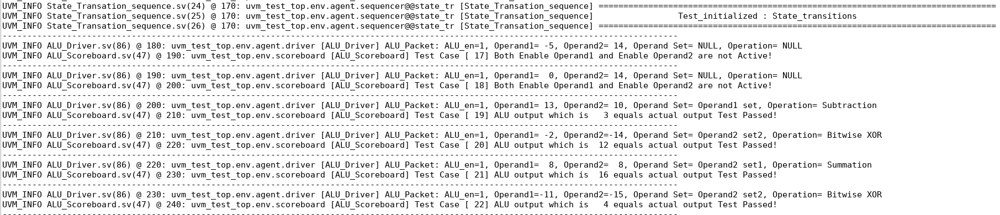 UVM_INFO State_Transation_sequence.sv(24) @ 170: uvm_test_top.env.agent.sequencer@@state_tr [State_Transation_sequence] ================================================================================
UVM_INFO State_Transation_sequence.sv(25) @ 170: uvm_test_top.env.agent.sequencer@@state_tr [State_Transation_sequence]                 Test_initialized : State_transitions
UVM_INFO State_Transation_sequence.sv(26) @ 170: uvm_test_top.env.agent.sequencer@@state_tr [State_Transation_sequence] ================================================================================
----------------------------------------------------------------------------------------------------------------------------------------
UVM_INFO ALU_Driver.sv(86) @ 180: uvm_test_top.env.agent.driver [ALU_Driver] ALU_Packet: ALU_en=1, Operand1= -5, Operand2= 14, Operand Set= NULL, Operation= NULL
UVM_INFO ALU_Scoreboard.sv(47) @ 190: uvm_test_top.env.scoreboard [ALU_Scoreboard] Test Case [ 17] Both Enable Operand1 and Enable Operand2 are not Active!
----------------------------------------------------------------------------------------------------------------------------------------
UVM_INFO ALU_Driver.sv(86) @ 190: uvm_test_top.env.agent.driver [ALU_Driver] ALU_Packet: ALU_en=1, Operand1=  0, Operand2= 14, Operand Set= NULL, Operation= NULL
UVM_INFO ALU_Scoreboard.sv(47) @ 200: uvm_test_top.env.scoreboard [ALU_Scoreboard] Test Case [ 18] Both Enable Operand1 and Enable Operand2 are not Active!
----------------------------------------------------------------------------------------------------------------------------------------
UVM_INFO ALU_Driver.sv(86) @ 200: uvm_test_top.env.agent.driver [ALU_Driver] ALU_Packet: ALU_en=1, Operand1= 13, Operand2= 10, Operand Set= Operand1 set, Operation= Subtraction
UVM_INFO ALU_Scoreboard.sv(47) @ 210: uvm_test_top.env.scoreboard [ALU_Scoreboard] Test Case [ 19] ALU output which is   3 equals actual output Test Passed!
----------------------------------------------------------------------------------------------------------------------------------------
UVM_INFO ALU_Driver.sv(86) @ 210: uvm_test_top.env.agent.driver [ALU_Driver] ALU_Packet: ALU_en=1, Operand1= -2, Operand2=-14, Operand Set= Operand2 set2, Operation= Bitwise XOR
UVM_INFO ALU_Scoreboard.sv(47) @ 220: uvm_test_top.env.scoreboard [ALU_Scoreboard] Test Case [ 20] ALU output which is  12 equals actual output Test Passed!
----------------------------------------------------------------------------------------------------------------------------------------
UVM_INFO ALU_Driver.sv(86) @ 220: uvm_test_top.env.agent.driver [ALU_Driver] ALU_Packet: ALU_en=1, Operand1=  8, Operand2=  8, Operand Set= Operand2 set1, Operation= Summation
UVM_INFO ALU_Scoreboard.sv(47) @ 230: uvm_test_top.env.scoreboard [ALU_Scoreboard] Test Case [ 21] ALU output which is  16 equals actual output Test Passed!
----------------------------------------------------------------------------------------------------------------------------------------
UVM_INFO ALU_Driver.sv(86) @ 230: uvm_test_top.env.agent.driver [ALU_Driver] ALU_Packet: ALU_en=1, Operand1=-11, Operand2=-15, Operand Set= Operand2 set2, Operation= Bitwise XOR
UVM_INFO ALU_Scoreboard.sv(47) @ 240: uvm_test_top.env.scoreboard [ALU_Scoreboard] Test Case [ 22] ALU output which is   4 equals actual output Test Passed!
----------------------------------------------------------------------------------------------------------------------------------------